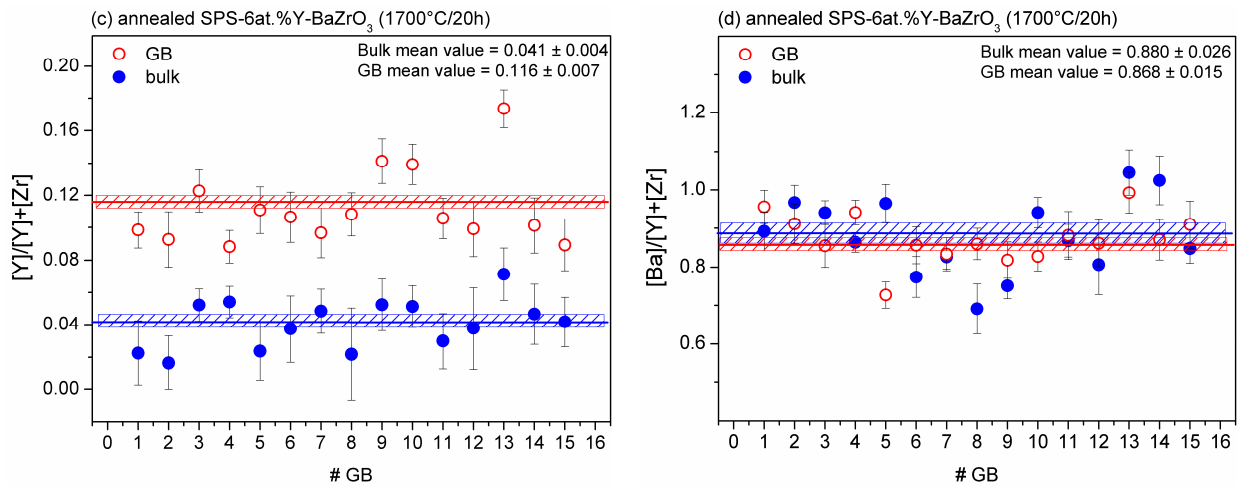 (c) annealed SPS-6at.%Y-BaZrO3 (1700°C/20h)
Bulk mean value = 0.041 ± 0.004
GB mean value = 0.116 ± 0.007
GB
bulk
0.20
0.16
0.12
0.08
0.04
0.00
[Y]/[Y]+[Zr]
0 1 2 3 4 5 6 7 8 9 10 11 12 13 14 15 16
# GB
(d) annealed SPS-6at.%Y-BaZrO3 (1700°C/20h)
Bulk mean value = 0.880 ± 0.026
GB mean value = 0.868 ± 0.015
GB
bulk
1.2
1.0
0.8
0.6
[Ba]/[Y]+[Zr]
0 1 2 3 4 5 6 7 8 9 10 11 12 13 14 15 16
# GB